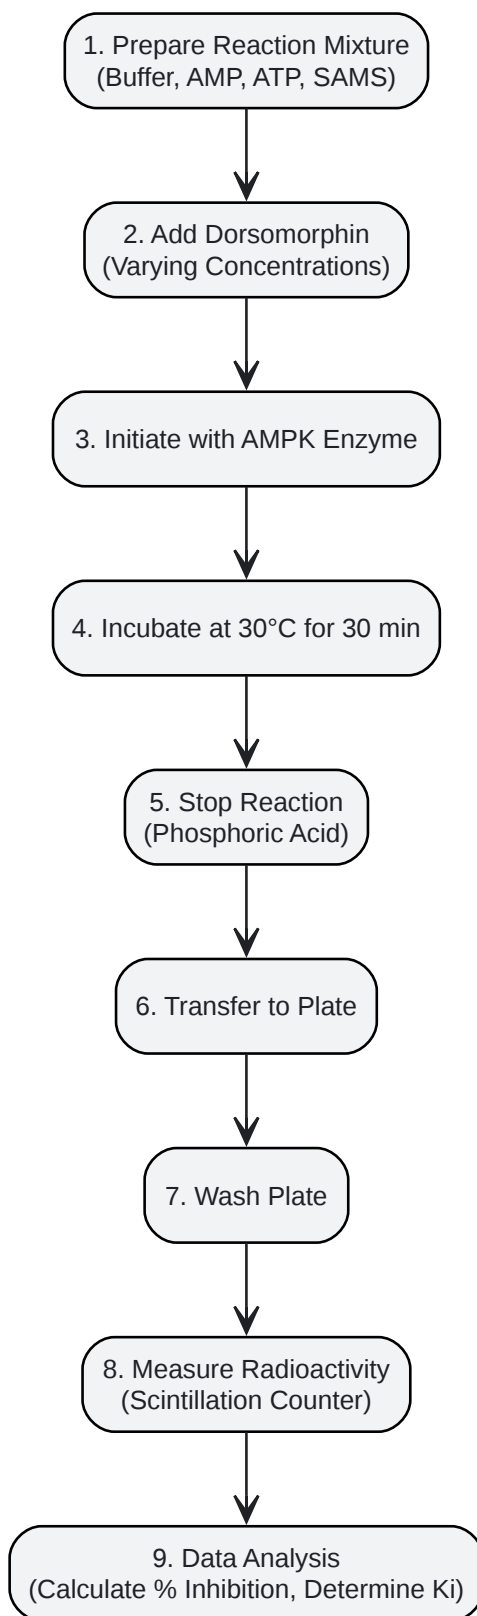 1. Prepare Reaction Mixture
(Buffer, AMP, ATP, SAMS)
2. Add Dorsomorphin
(Varying Concentrations)
3. Initiate with AMPK Enzyme
4. Incubate at 30°C for 30 min
5. Stop Reaction
(Phosphoric Acid)
6. Transfer to Plate
7. Wash Plate
8. Measure Radioactivity
(Scintillation Counter)
9. Data Analysis
(Calculate % Inhibition, Determine Ki)